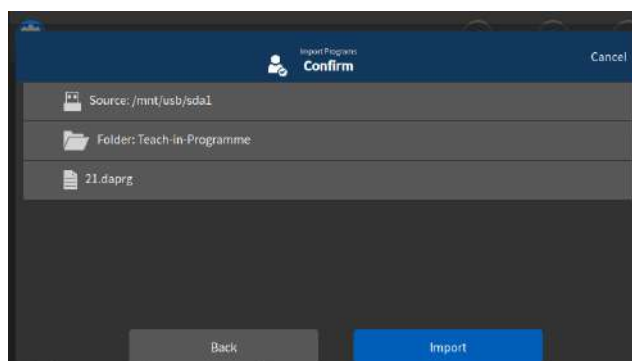 Import Programs
Confirm
Cancel
Source: /mnt/usb/sda1
Folder: Teach-in-Programme
21.daprg
Back
Import